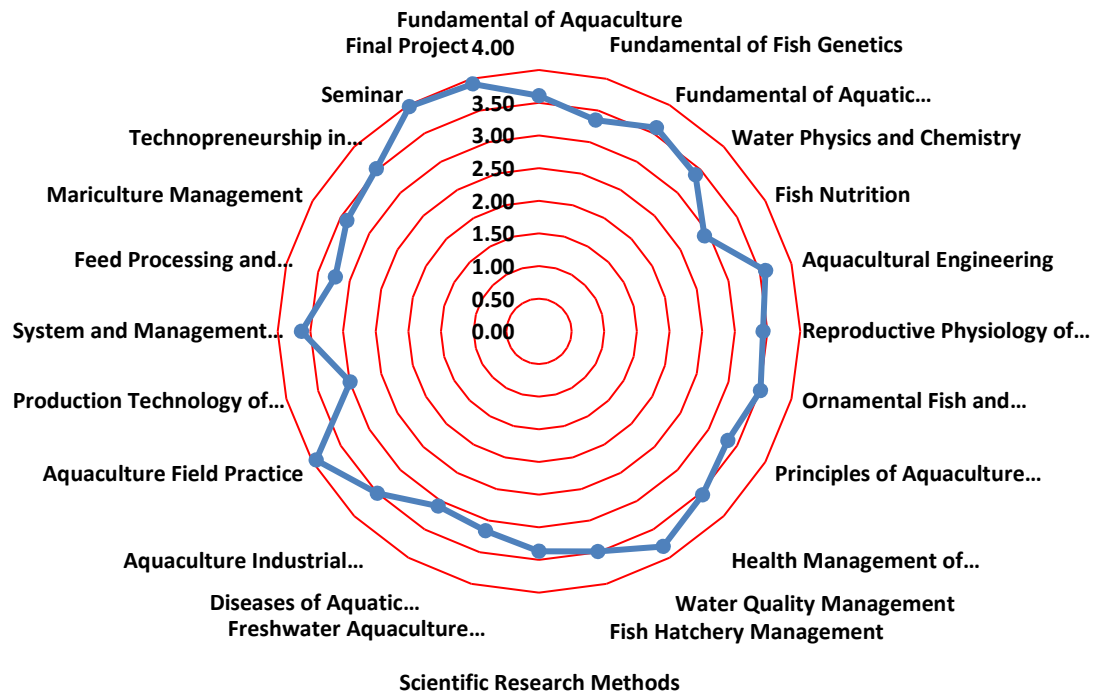 Fundamental of Aquaculture
Fundamental of Fish Genetics
Fundamental of Aquatic…
Water Physics and Chemistry
Fish Nutrition
Aquacultural Engineering
Reproductive Physiology of…
Ornamental Fish and…
Principles of Aquaculture…
Health Management of…
Water Quality Management
Fish Hatchery Management
Scientific Research Methods
Freshwater Aquaculture…
Diseases of Aquatic…
Aquaculture Industrial…
Aquaculture Field Practice
Production Technology of…
System and Management…
Feed Processing and…
Mariculture Management
Technopreneurship in…
Seminar
Final Project
4.00
3.50
3.00
2.50
2.00
1.50
1.00
0.50
0.00